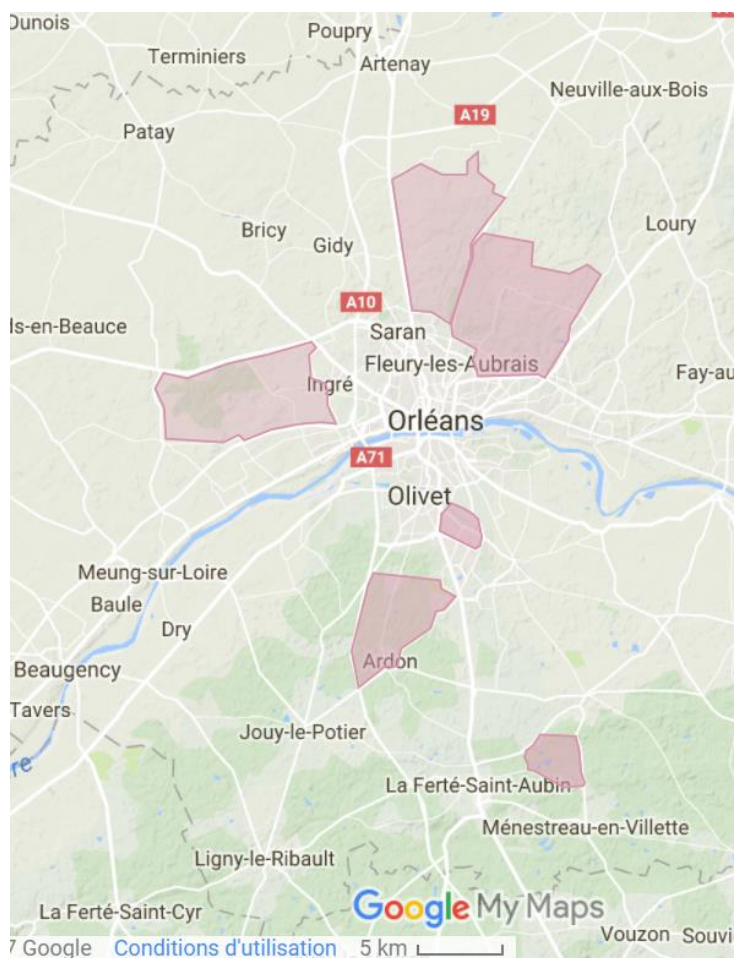 Dunois
Poupry
Terminiers
Artenay
Neuville-aux-Bois
A19
Patay
Loury
Bricy
Gidy
A10
ds-en-Beauce
Saran
Fleury-les-Aubrais
Fay-au
Ingré
Orléans
A71
Olivet
Meung-sur-Loire
Baule
Dry
Ardon
Beaugency
Tavers
Jouy-le-Potier
re
La Ferté-Saint-Aubin
Ménestreau-en-Villette
Ligny-le-Ribault
La Ferté-Saint-Cyr
Google My Maps
Vouzon
Souvi
7 Google Conditions d'utilisation 5 km